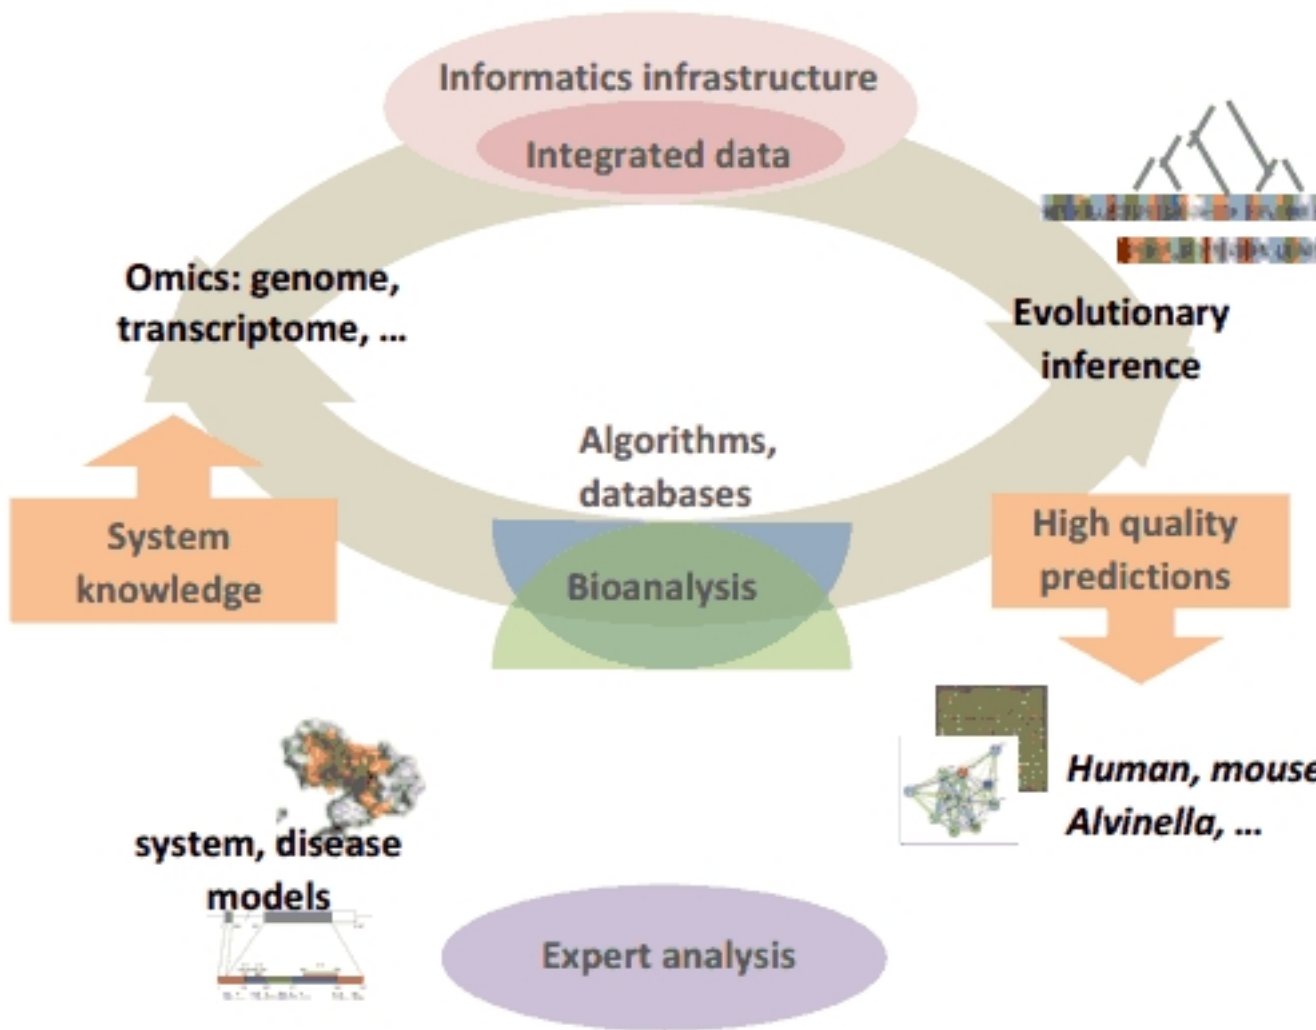 Informatics infrastructure
Integrated data
Omics: genome,
transcriptome, ...
Evolutionary
inference
Algorithms,
databases
System
knowledge
Bioanalysis
High quality
predictions
Human, mouse
Alvinella, ...
system, disease
models
Expert analysis